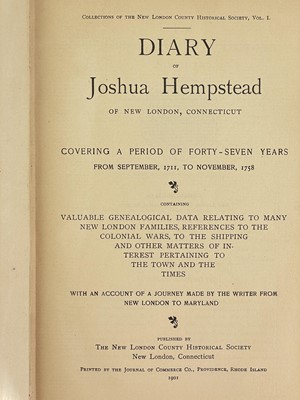 Collections of the New London County Historical Society, Vol. I.
DIARY
OF
Joshua Hempstead
OF NEW LONDON, CONNECTICUT
COVERING A PERIOD OF FORTY-SEVEN YEARS
FROM SEPTEMBER, 1711, TO NOVEMBER, 1758
CONTAINING
VALUABLE GENEALOGICAL DATA RELATING TO MANY
NEW LONDON FAMILIES, REFERENCES TO THE
COLONIAL WARS, TO THE SHIPPING
AND OTHER MATTERS OF IN-
TEREST PERTAINING TO
THE TOWN AND THE
TIMES
WITH AN ACCOUNT OF A JOURNEY MADE BY THE WRITER FROM
NEW LONDON TO MARYLAND
PUBLISHED BY
The New London County Historical Society
New London, Connecticut
Printed by the Journal of Commerce Co., Providence, Rhode Island
1901